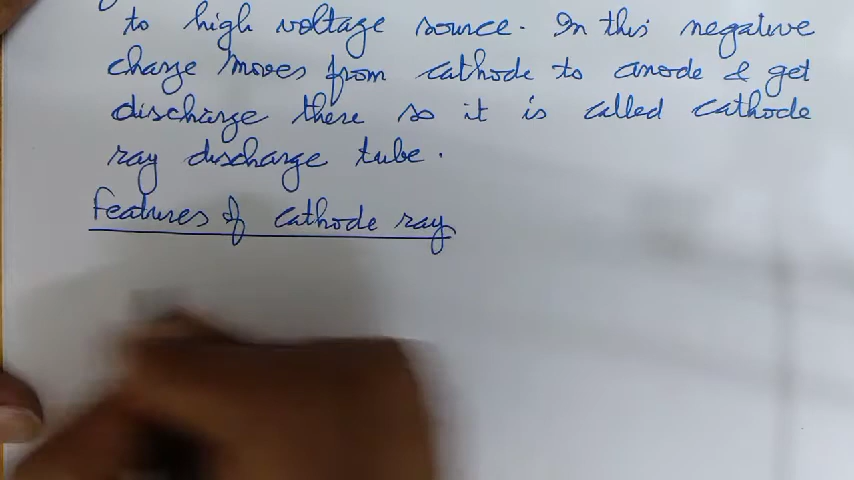 to high voltage source. In this negative
charge moves from cathode to anode & get
discharge there so it is called cathode
ray discharge tube.
Features of cathode ray